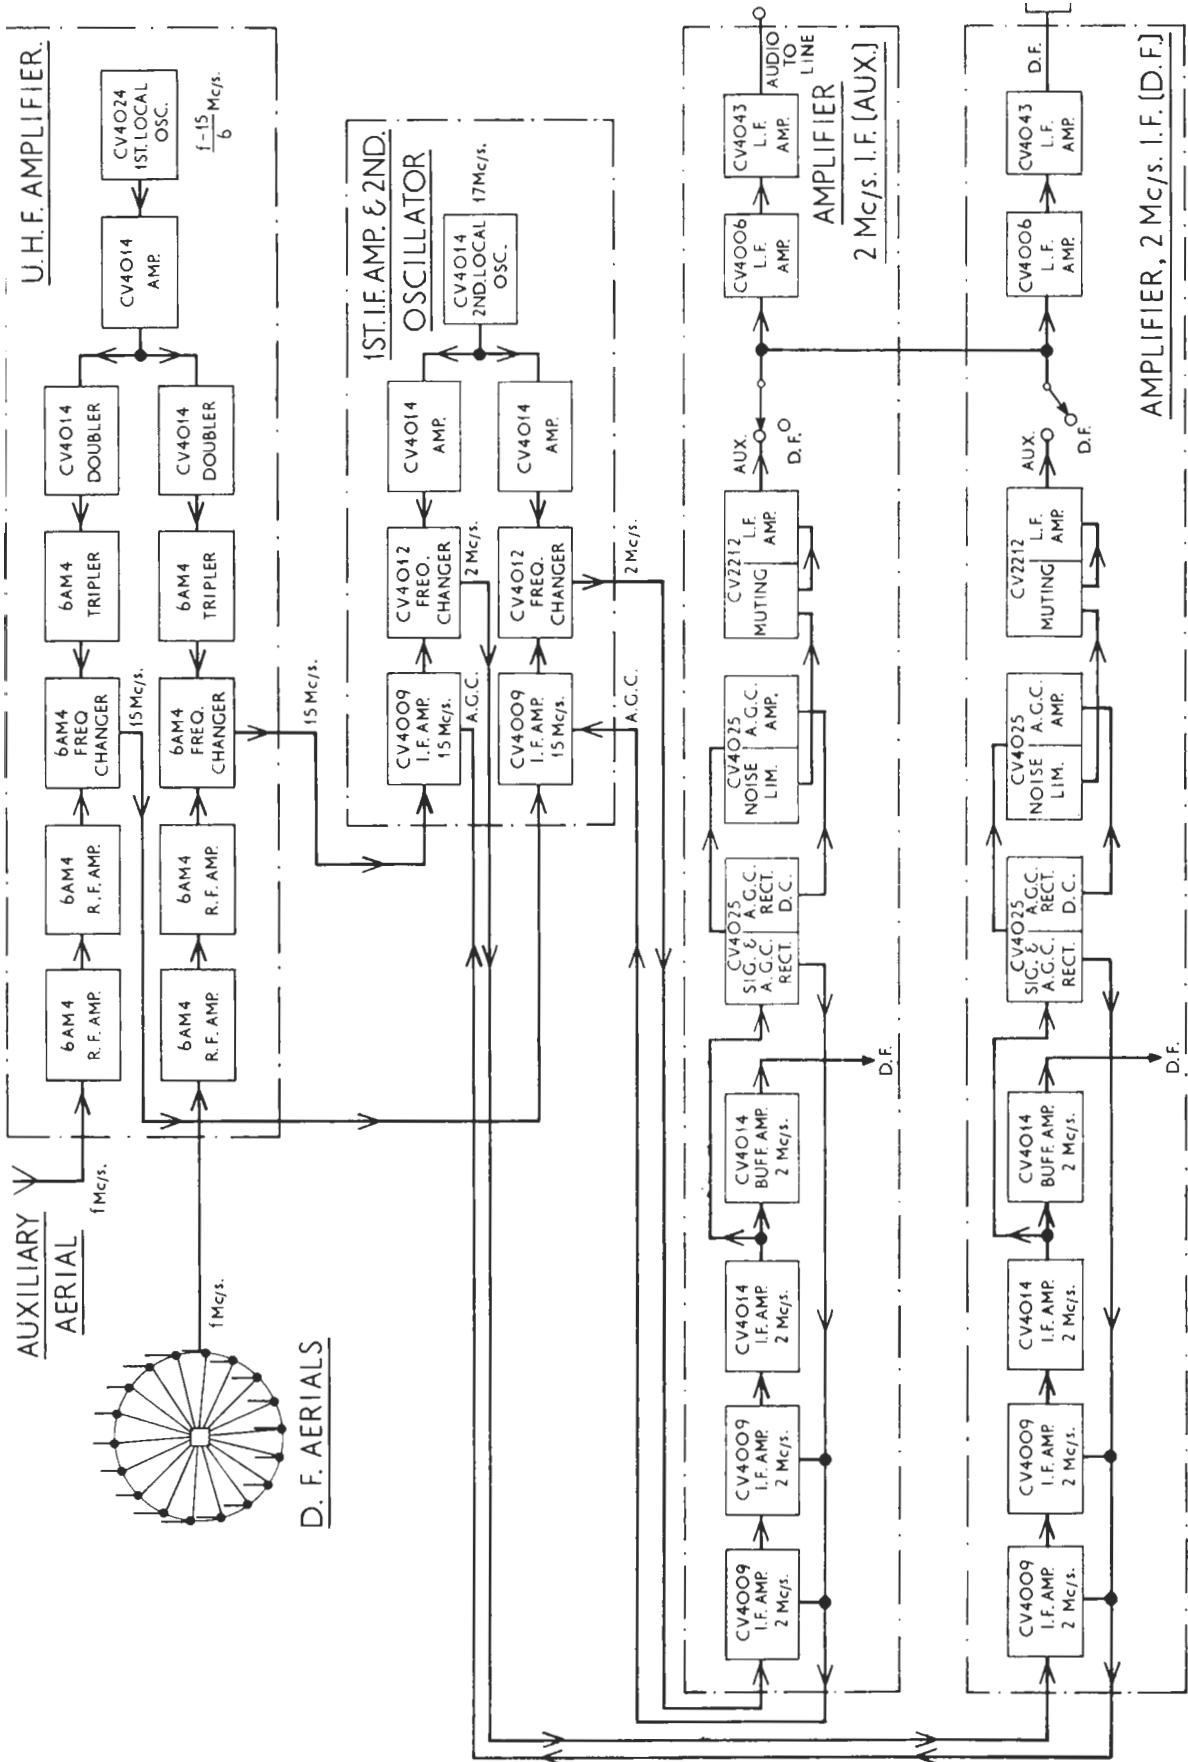 U.H.F. AMPLIFIER.
CV4024
1ST. LOCAL
OSC.
f-15
6
Mc/s.
CV4014
AMP.
CV4014
DOUBLER
CV4014
DOUBLER
6AM4
TRIPLER
6AM4
TRIPLER
6AM4
FREQ.
CHANGER
15 Mc/s.
6AM4
FREQ.
CHANGER
15 Mc/s.
6AM4
R.F. AMP.
6AM4
R.F. AMP.
6AM4
R.F. AMP.
6AM4
R.F. AMP.
AUXILIARY
AERIAL
f Mc/s.
f Mc/s.
D. F. AERIALS
1ST. I.F. AMP. & 2ND.
OSCILLATOR
CV4014
2ND. LOCAL
OSC.
17 Mc/s.
CV4014
AMP.
CV4014
AMP.
CV4012
FREQ.
CHANGER
2 Mc/s.
CV4012
FREQ.
CHANGER
2 Mc/s.
CV4009
I.F. AMP.
15 Mc/s.
A.G.C.
CV4009
I.F. AMP.
15 Mc/s.
A.G.C.
AUDIO
TO
LINE
AMPLIFIER
2 Mc/s. I.F. (AUX.)
CV4043
L.F.
AMP.
CV4006
L.F.
AMP.
AUX.
D.F.
CV2212
MUTING
L.F.
AMP.
CV4025
NOISE
LIM.
A.G.C.
AMP.
CV4025
SIG. &
A.G.C.
RECT.
A.G.C.
RECT.
D.C.
D.F.
CV4014
BUFF. AMP.
2 Mc/s.
CV4014
I.F. AMP.
2 Mc/s.
CV4009
I.F. AMP.
2 Mc/s.
CV4009
I.F. AMP.
2 Mc/s.
D.F.
AMPLIFIER, 2 Mc/s. I.F. (D.F.)
CV4043
L.F.
AMP.
CV4006
L.F.
AMP.
AUX.
D.F.
CV2212
MUTING
L.F.
AMP.
CV4025
NOISE
LIM.
A.G.C.
AMP.
CV4025
SIG. &
A.G.C.
RECT.
A.G.C.
RECT.
D.C.
D.F.
CV4014
BUFF. AMP.
2 Mc/s.
CV4014
I.F. AMP.
2 Mc/s.
CV4009
I.F. AMP.
2 Mc/s.
CV4009
I.F. AMP.
2 Mc/s.